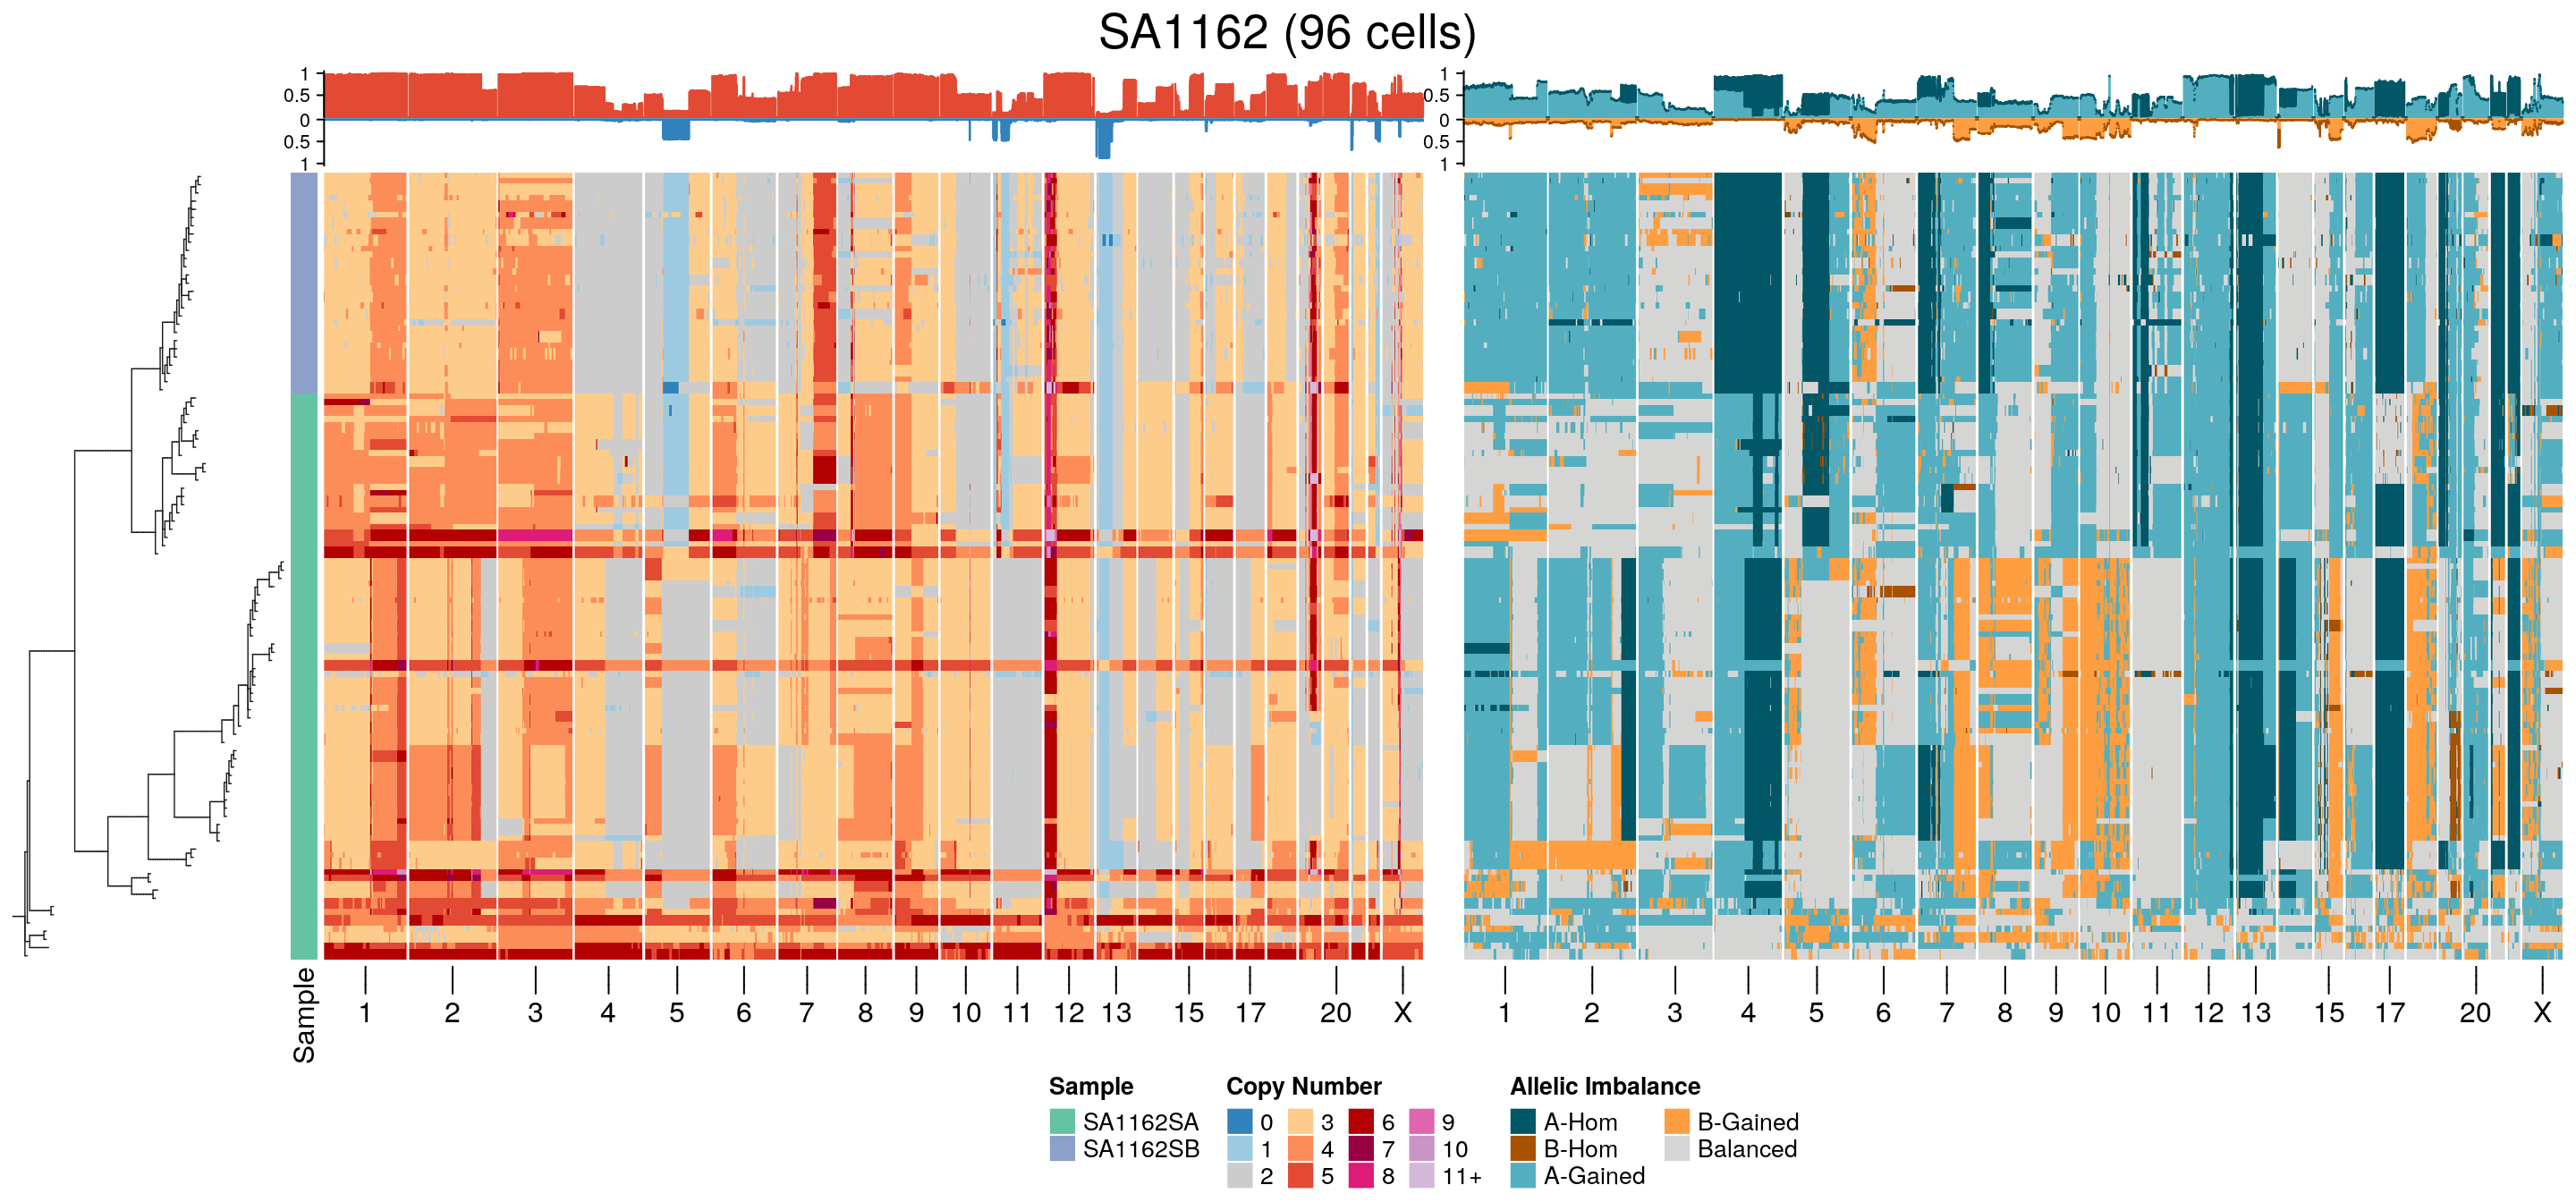 SA1162 (96 cells)
1
0.5
0
0.5
1
1
0.5
0
0.5
1
Sample
1 2 3 4 5 6 7 8 9 10 11 12 13 15 17 20 X
1 2 3 4 5 6 7 8 9 10 11 12 13 15 17 20 X
Sample
SA1162SA
SA1162SB
Copy Number
0 3 6 9
1 4 7 10
2 5 8 11+
Allelic Imbalance
A-Hom B-Gained
B-Hom Balanced
A-Gained